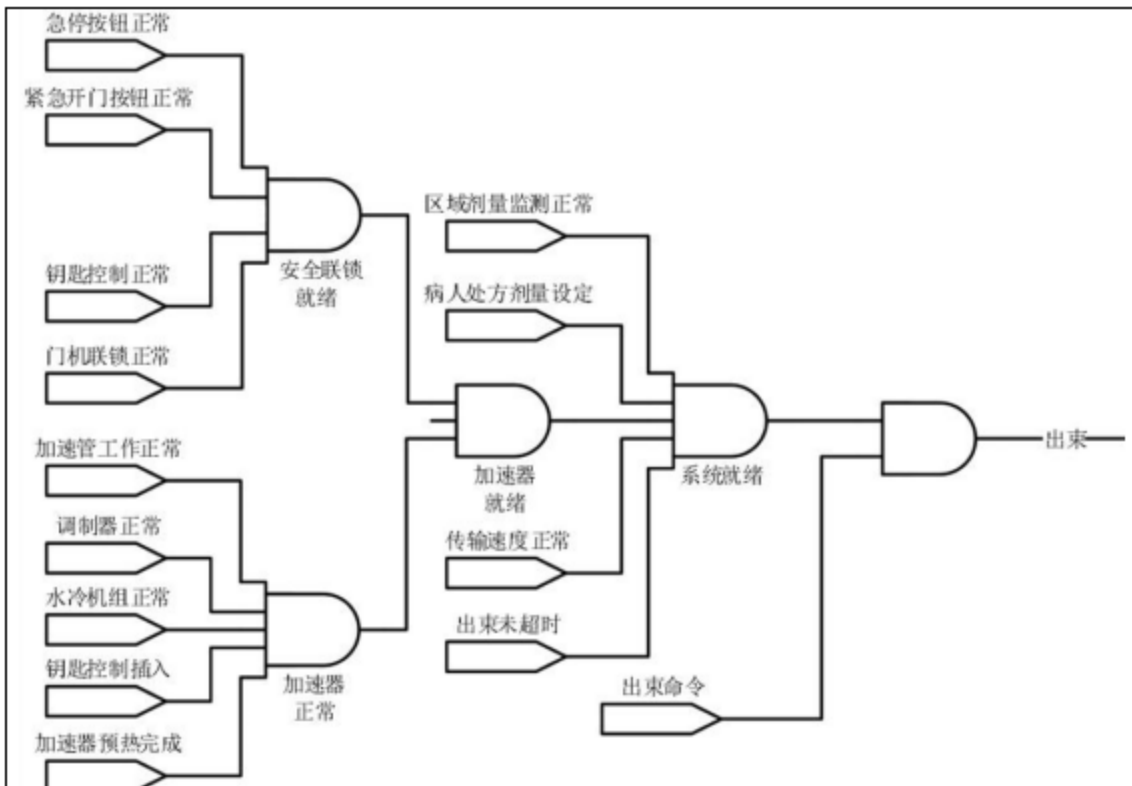 急停按钮正常
紧急开门按钮正常
钥匙控制正常
门机联锁正常
安全联锁
就绪
加速管工作正常
调制器正常
水冷机组正常
钥匙控制插入
加速器预热完成
加速器
正常
区域剂量监测正常
病人处方剂量设定
加速器
就绪
传输速度正常
出束未超时
系统就绪
出束命令
出束